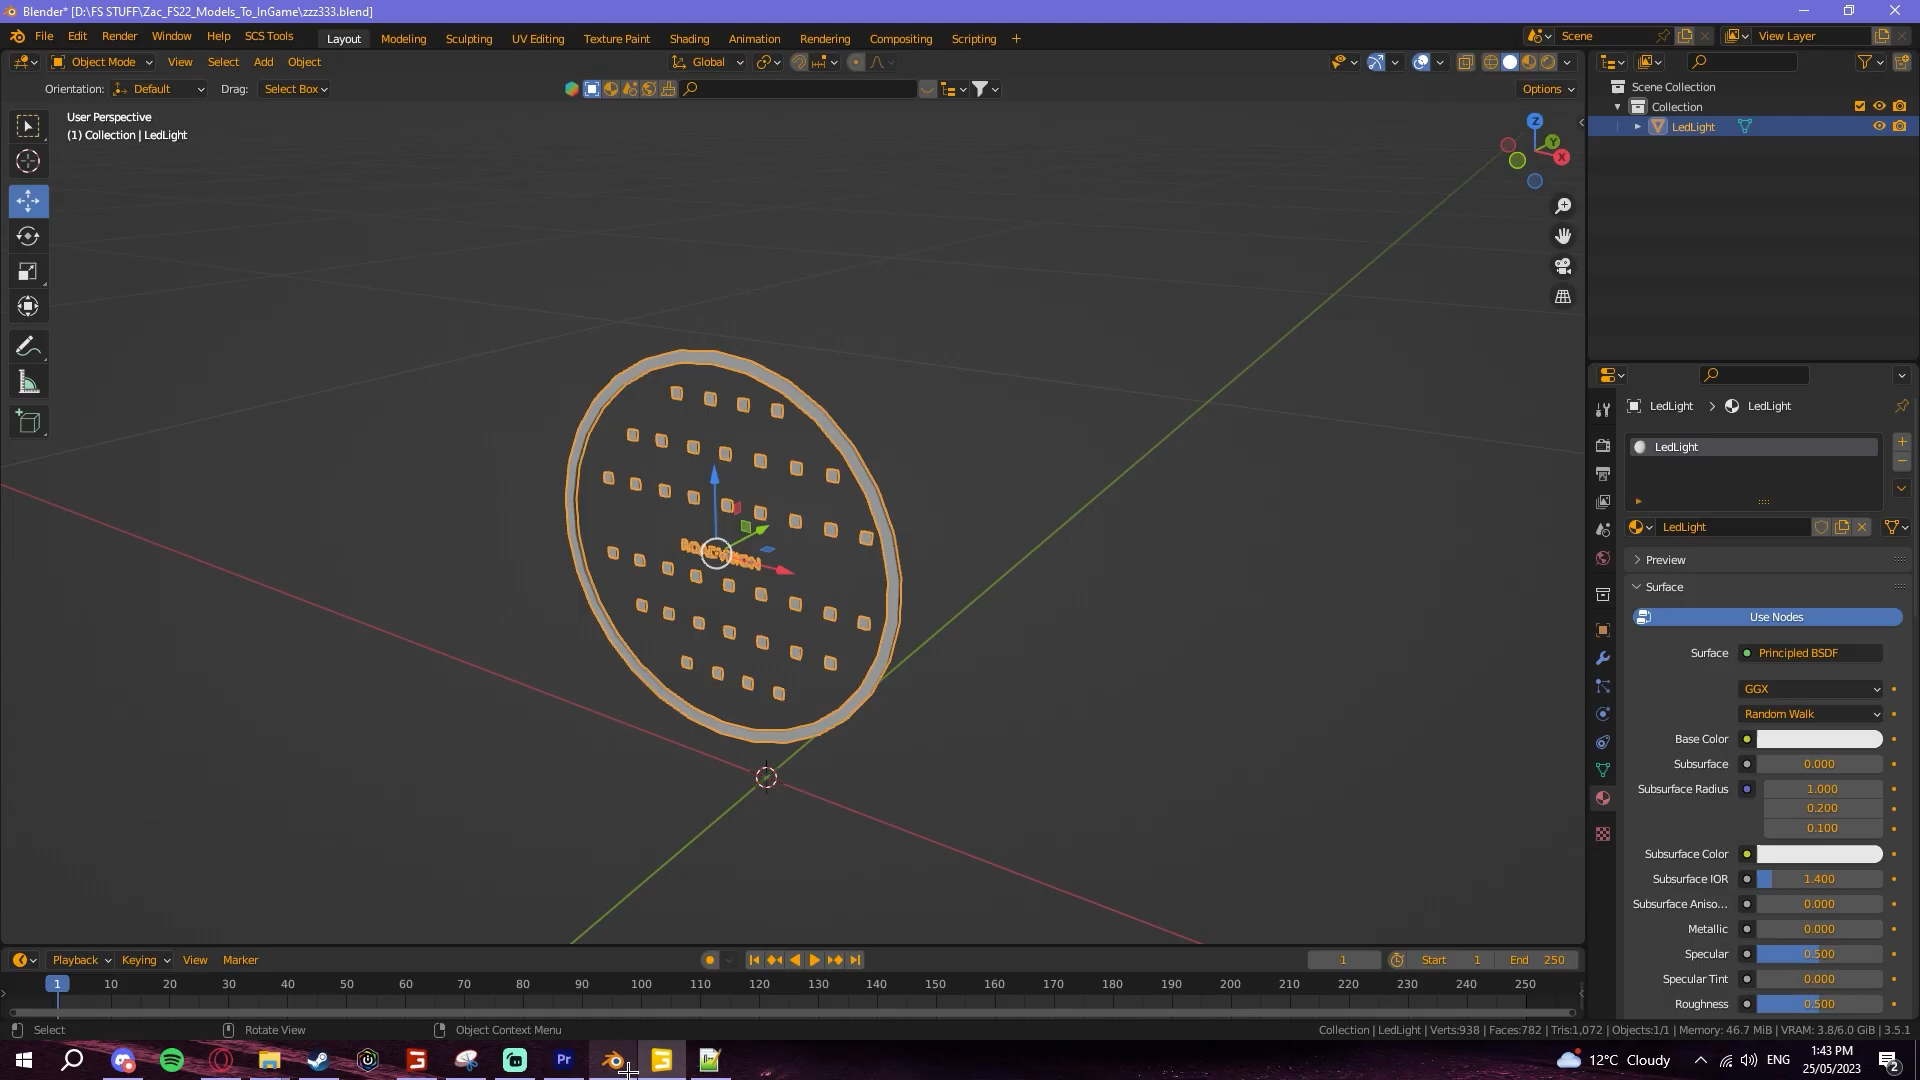 Blender* [D:\FS STUFF\Zac_FS22_Models_To_InGame\zzz333.blend]
File Edit Render Window Help SCS Tools Layout Modeling Sculpting UV Editing Texture Paint Shading Animation Rendering Compositing Scripting + Scene View Layer
Object Mode View Select Add Object Global
Orientation: Default Drag: Select Box Options
User Perspective
(1) Collection | LedLight
Z
Y
X
Scene Collection
Collection
LedLight
ROADVISION
LedLight > LedLight
LedLight
LedLight
Preview
Surface
Use Nodes
Surface Principled BSDF
GGX
Random Walk
Base Color
Subsurface 0.000
Subsurface Radius 1.000
0.200
0.100
Subsurface Color
Subsurface IOR 1.400
Subsurface Aniso... 0.000
Metallic 0.000
Specular 0.500
Specular Tint 0.000
Roughness 0.500
Playback Keying View Marker 1 Start 1 End 250
1 10 20 30 40 50 60 70 80 90 100 110 120 130 140 150 160 170 180 190 200 210 220 230 240 250
Select Rotate View Object Context Menu Collection | LedLight | Verts:938 | Faces:782 | Tris:1,072 | Objects:1/1 | Memory: 46.7 MiB | VRAM: 3.8/6.0 GiB | 3.5.1
Pr 12°C Cloudy ENG 1:43 PM
25/05/2023
2